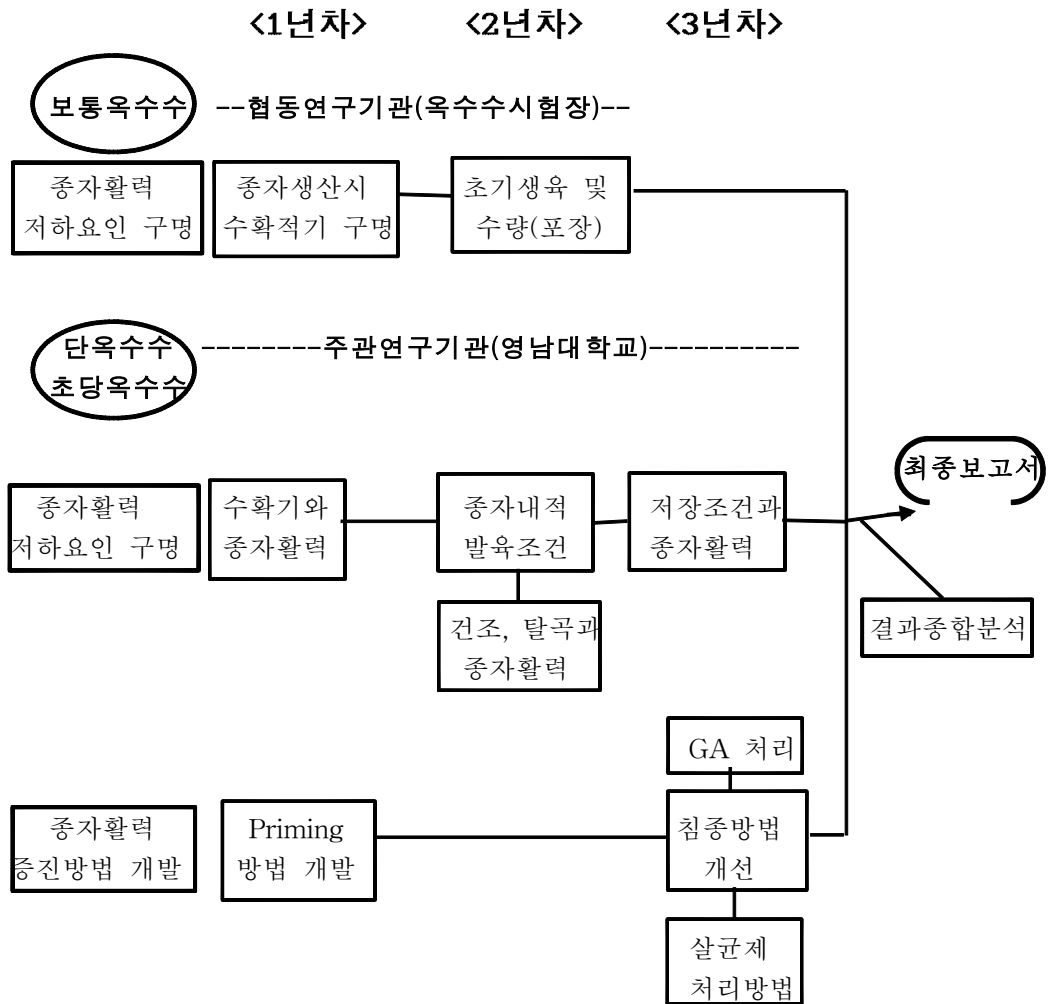 <1년차>
<2년차>
<3년차>
보통옥수수
--협동연구기관(옥수수시험장)--
종자활력
저하요인 구명
종자생산시
수확적기 구명
초기생육 및
수량(포장)
단옥수수
초당옥수수
--------주관연구기관(영남대학교)----------
최종보고서
종자활력
저하요인 구명
수확기와
종자활력
종자내적
발육조건
저장조건과
종자활력
건조, 탈곡과
종자활력
결과종합분석
GA 처리
종자활력
증진방법 개발
Priming
방법 개발
침종방법
개선
살균제
처리방법